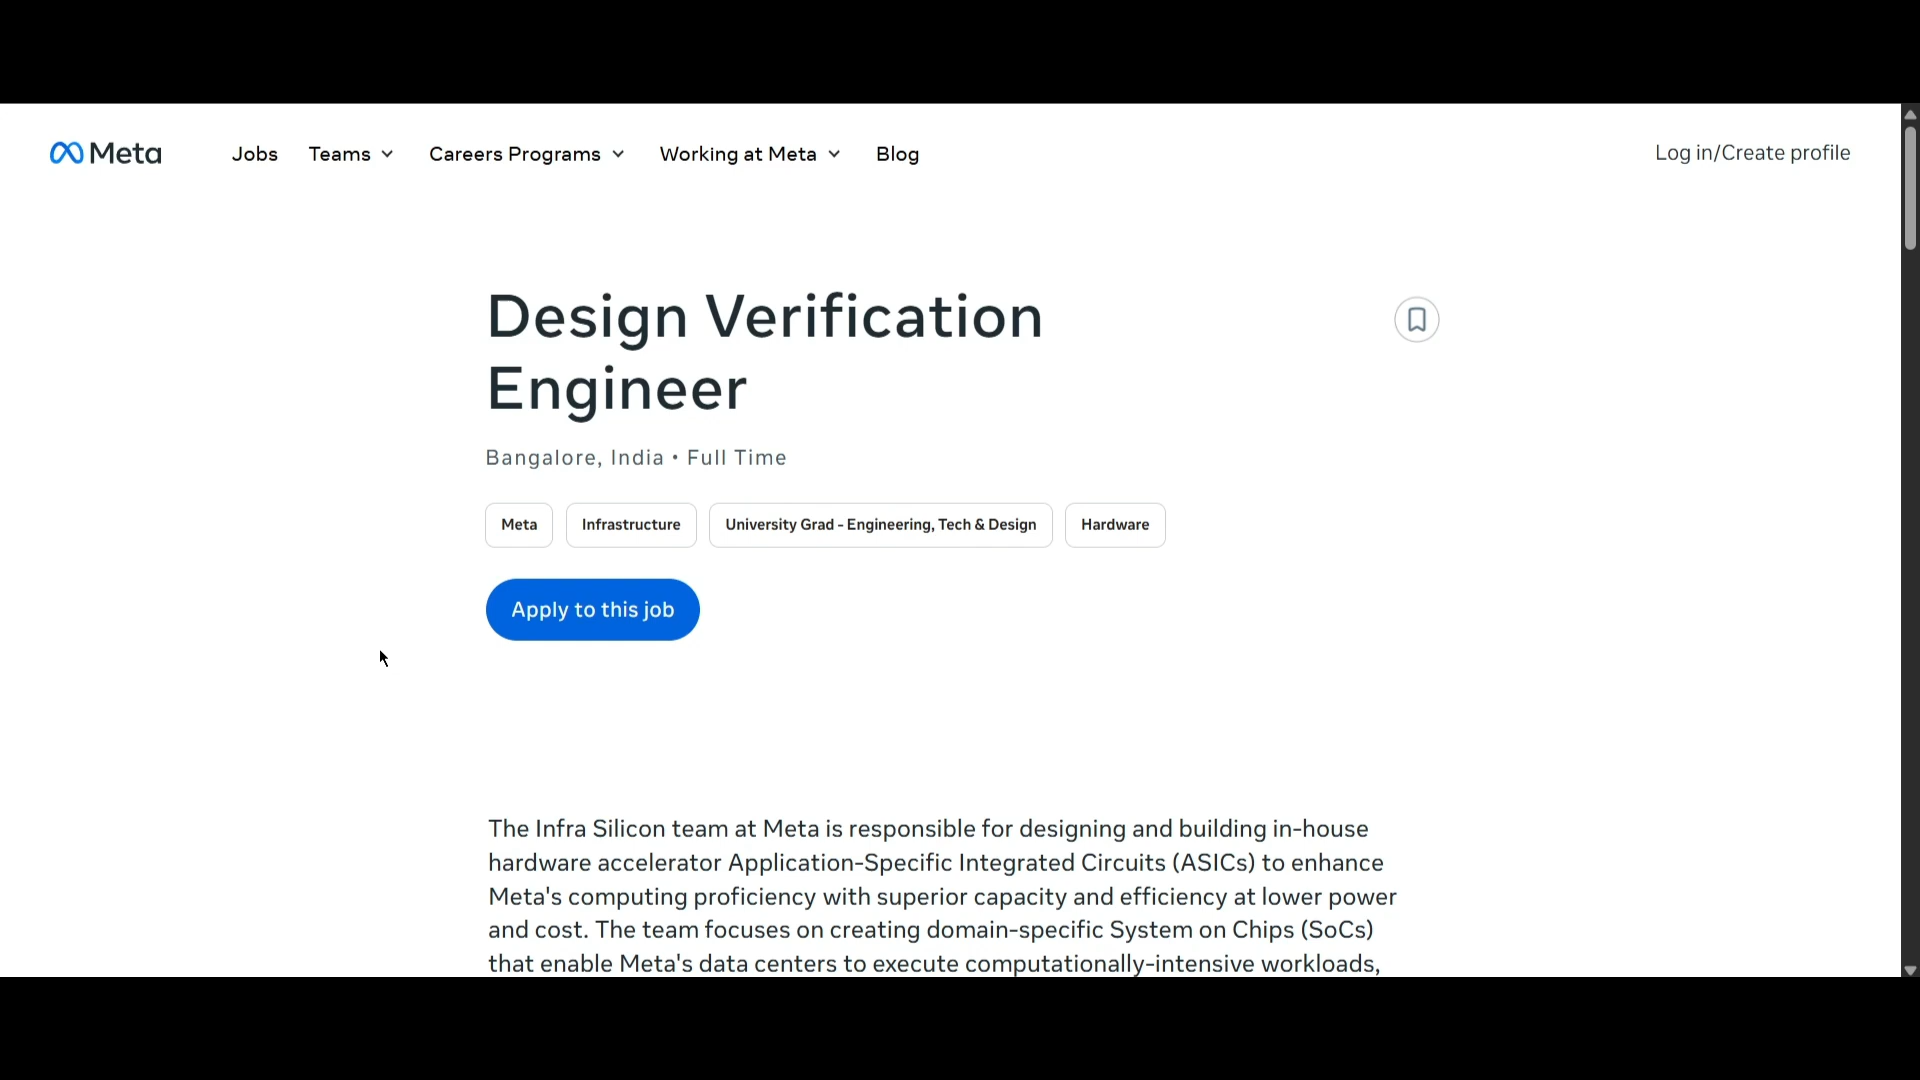 Meta
Jobs
Teams
Careers Programs
Working at Meta
Blog
Log in/Create profile
Design Verification
Engineer
Bangalore, India • Full Time
Meta
Infrastructure
University Grad - Engineering, Tech & Design
Hardware
Apply to this job
The Infra Silicon team at Meta is responsible for designing and building in-house
hardware accelerator Application-Specific Integrated Circuits (ASICs) to enhance
Meta's computing proficiency with superior capacity and efficiency at lower power
and cost. The team focuses on creating domain-specific System on Chips (SoCs)
that enable Meta's data centers to execute computationally-intensive workloads,